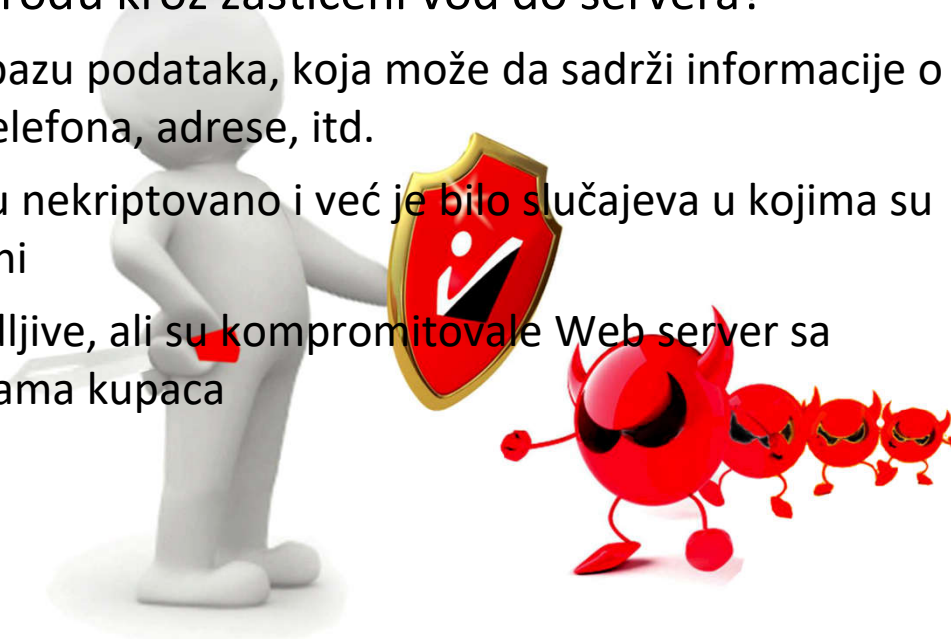 rodu kroz zaštićeni vod do servera?
bazu podataka, koja može da sadrži informacije o
elefona, adrese, itd.
u nekriptovano i već je bilo slučajeva u kojima su
ni
dljive, ali su kompromitovale Web server sa
ama kupaca